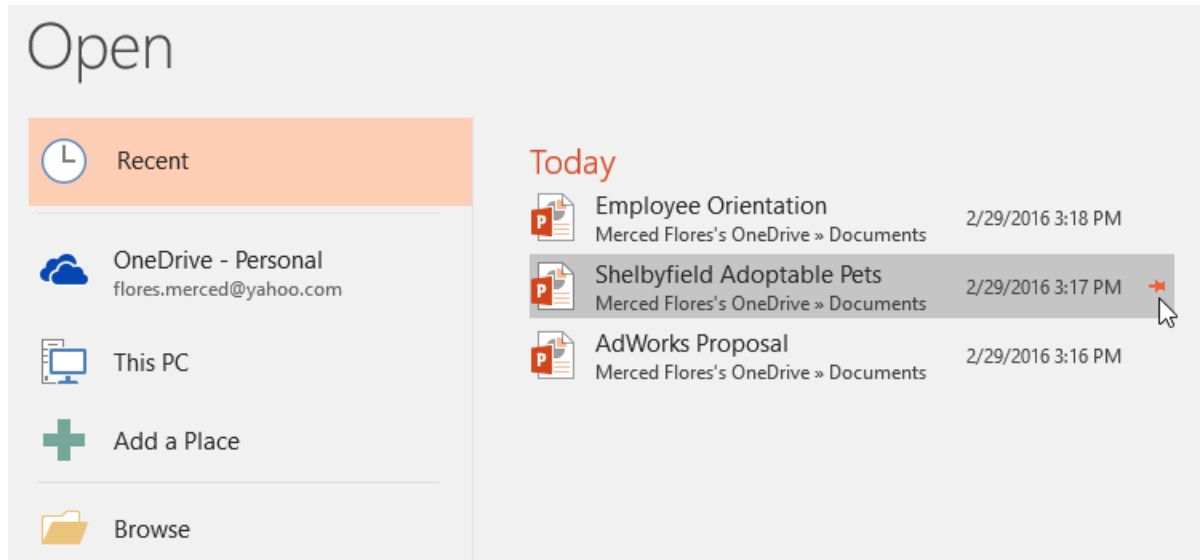 Open
Recent
OneDrive - Personal
flores.merced@yahoo.com
This PC
Add a Place
Browse
Today
P
Employee Orientation
Merced Flores's OneDrive » Documents
2/29/2016 3:18 PM
P
Shelbyfield Adoptable Pets
Merced Flores's OneDrive » Documents
2/29/2016 3:17 PM
P
AdWorks Proposal
Merced Flores's OneDrive » Documents
2/29/2016 3:16 PM